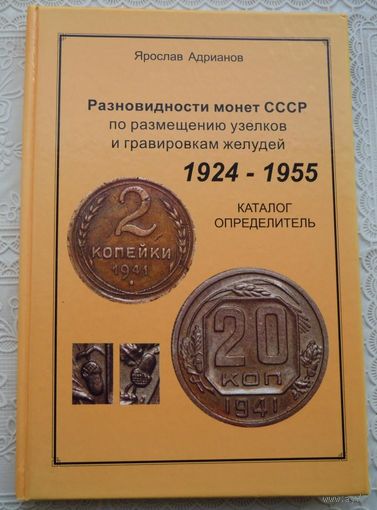 Ярослав Адрианов
Разновидности монет СССР
по размещению узелков
и гравировкам желудей
1924 - 1955
КАТАЛОГ
ОПРЕДЕЛИТЕЛЬ
2
КОПЕЙКИ
1941
20
КОП
1941